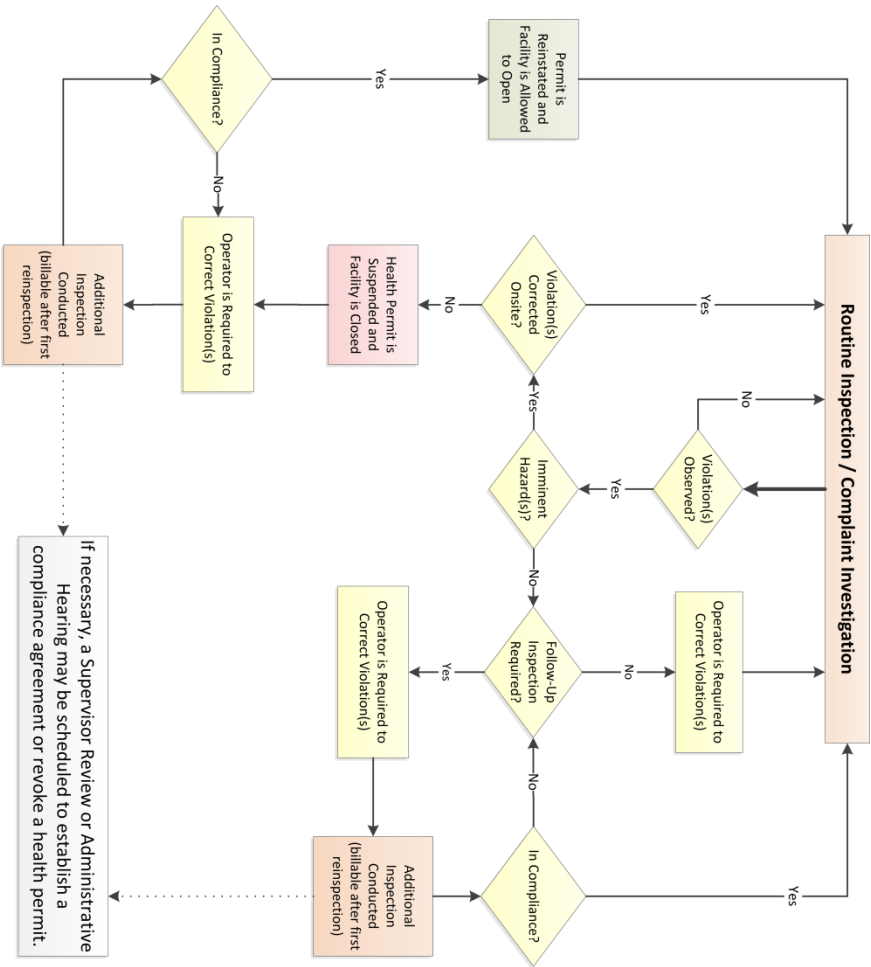 Routine Inspection / Complaint Investigation
Yes
No
Yes
Violation(s)
Observed?
Operator is Required to
Correct Violation(s)
No
Yes
Permit is
Reinstated and
Facility is Allowed
to Open
Violation(s)
Corrected
Onsite?
Yes
Imminent
Hazard(s)?
No
Follow-Up
Inspection
Required?
No
In Compliance?
No
Yes
Yes
Health Permit is
Suspended and
Facility is Closed
Operator is Required to
Correct Violation(s)
Additional
Inspection
Conducted
(billable after first
reinspection)
In Compliance?
No
Operator is Required to
Correct Violation(s)
Additional
Inspection
Conducted
(billable after first
reinspection)
If necessary, a Supervisor Review or Administrative
Hearing may be scheduled to establish a
compliance agreement or revoke a health permit.